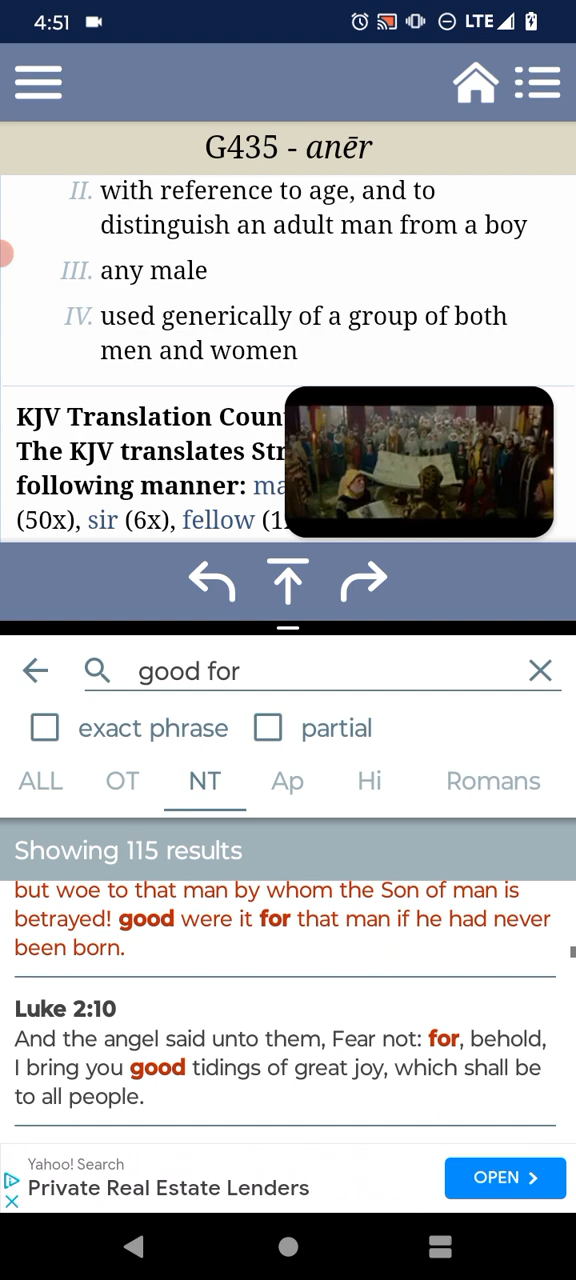 4:51
LTE
G435 - anēr
II. with reference to age, and to
distinguish an adult man from a boy
III. any male
IV. used generically of a group of both
men and women
KJV Translation Coun
The KJV translates Str
following manner: ma
(50x), sir (6x), fellow (1
good for
exact phrase
partial
ALL OT NT Ap Hi Romans
Showing 115 results
but woe to that man by whom the Son of man is
betrayed! good were it for that man if he had never
been born.
Luke 2:10
And the angel said unto them, Fear not: for, behold,
I bring you good tidings of great joy, which shall be
to all people.
Yahoo! Search
Private Real Estate Lenders
OPEN